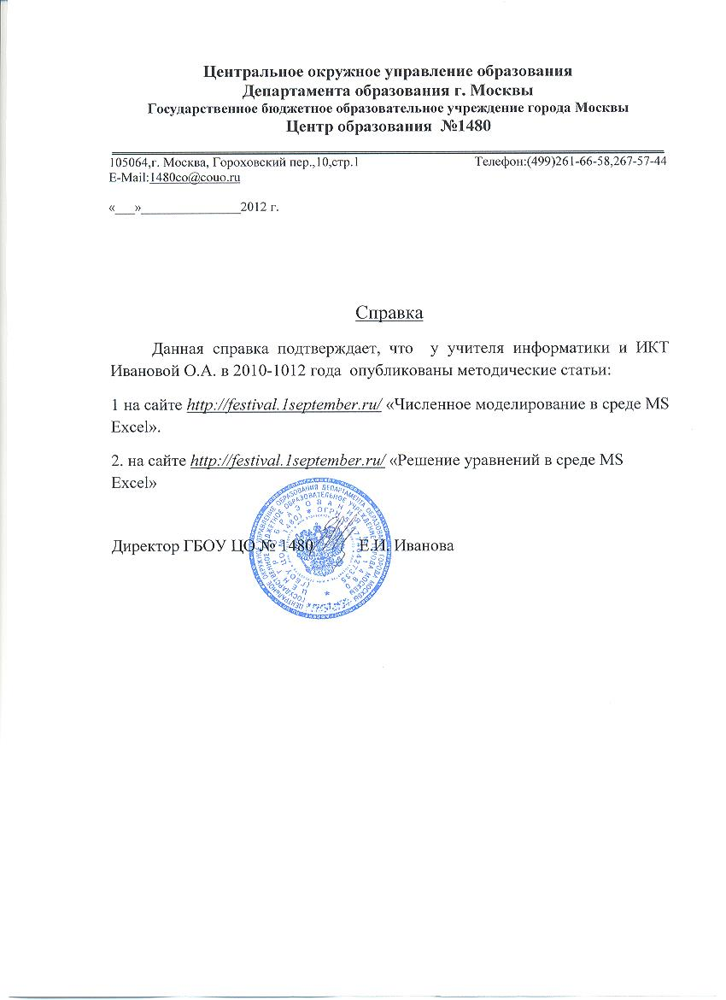 Центральное окружное управление образования
Департамента образования г. Москвы
Государственное бюджетное образовательное учреждение города Москвы
Центр образования №1480
105064,г. Москва, Гороховский пер.,10,стр.1 Телефон:(499)261-66-58,267-57-44
E-Mail:1480co@couo.ru
«___»_______________2012 г.
Справка
Данная справка подтверждает, что у учителя информатики и ИКТ
Ивановой О.А. в 2010-1012 года опубликованы методические статьи:
1 на сайте http://festival.1september.ru/ «Численное моделирование в среде MS
Excel».
2. на сайте http://festival.1september.ru/ «Решение уравнений в среде MS
Excel»
Директор ГБОУ ЦО № 1480 Е.И. Иванова